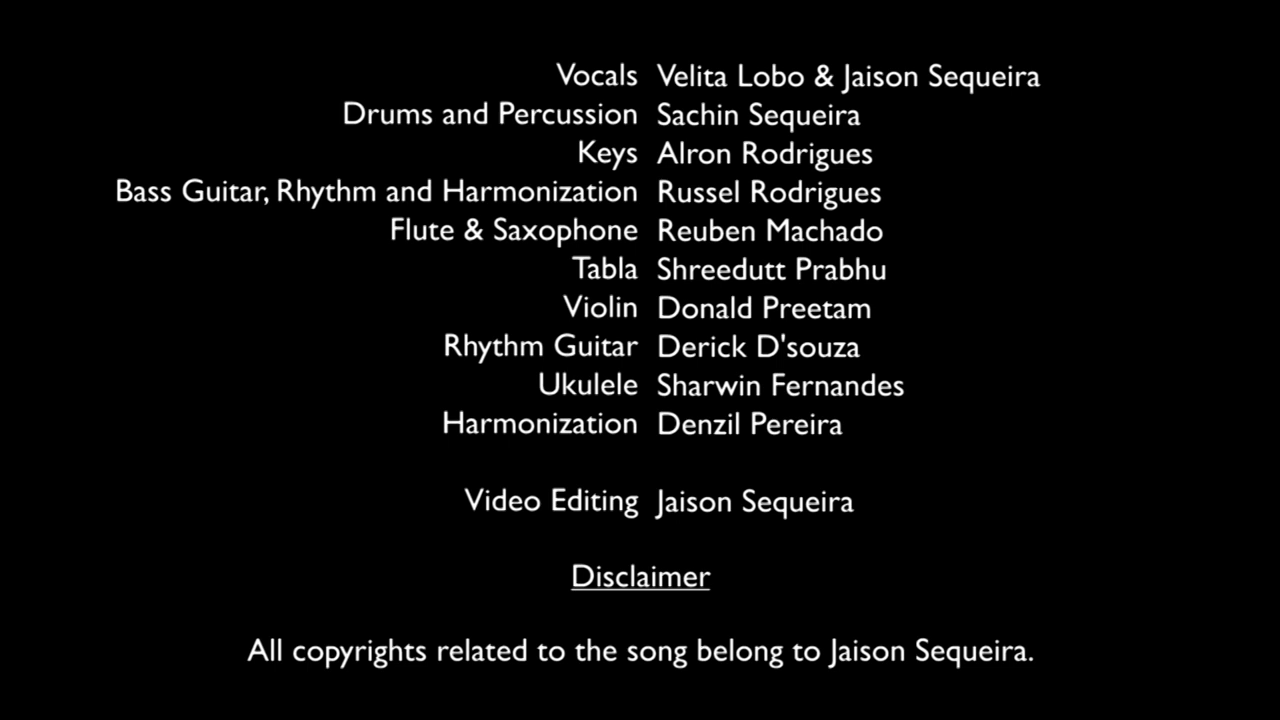 Vocals Velita Lobo & Jaison Sequeira
Drums and Percussion Sachin Sequeira
Keys Alron Rodrigues
Bass Guitar, Rhythm and Harmonization Russel Rodrigues
Flute & Saxophone Reuben Machado
Tabla Shreedutt Prabhu
Violin Donald Preetam
Rhythm Guitar Derick D'souza
Ukulele Sharwin Fernandes
Harmonization Denzil Pereira
Video Editing Jaison Sequeira
Disclaimer
All copyrights related to the song belong to Jaison Sequeira.